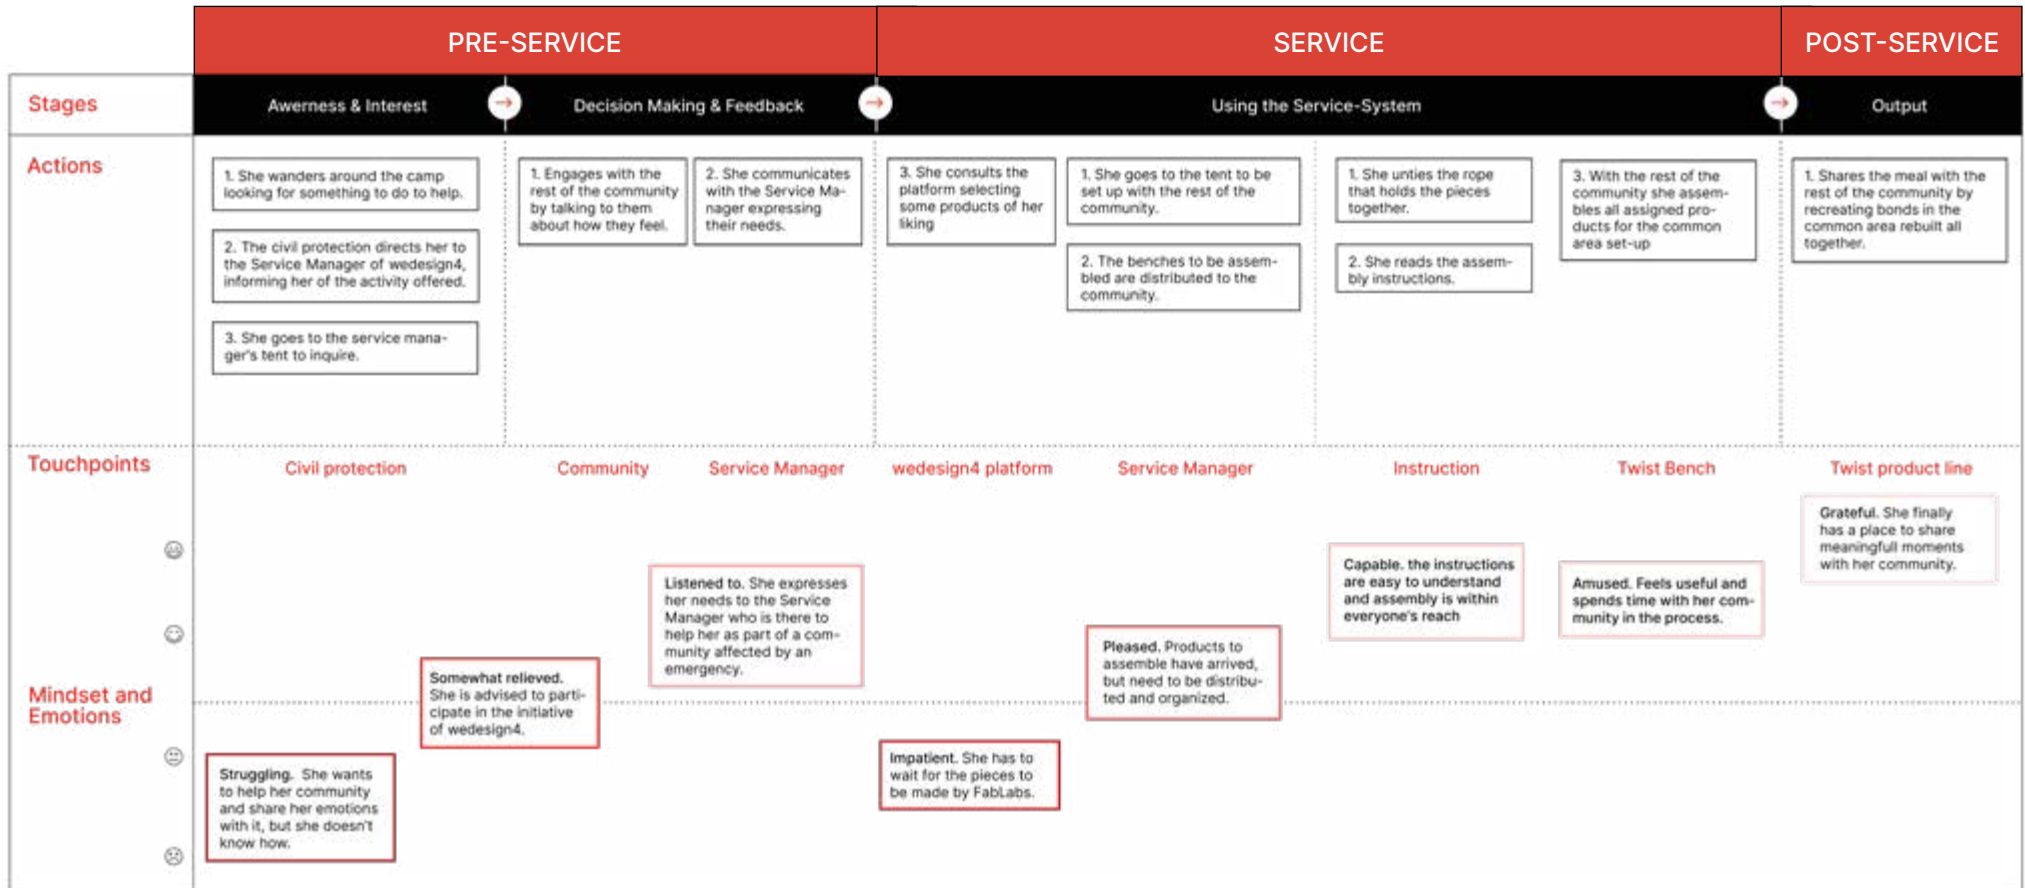 PRE-SERVICE
SERVICE
POST-SERVICE
Stages
Awerness & Interest
→
Decision Making & Feedback
→
Using the Service-System
→
Output
Actions
1. She wanders around the camp
looking for something to do to help.
2. The civil protection directs her to
the Service Manager of wedesign4,
informing her of the activity offered.
3. She goes to the service mana-
ger's tent to inquire.
1. Engages with the
rest of the community
by talking to them
about how they feel.
2. She communicates
with the Service Ma-
nager expressing
their needs.
3. She consults the
platform selecting
some products of her
liking
1. She goes to the tent to be
set up with the rest of the
community.
2. The benches to be assem-
bled are distributed to the
community.
1. She unties the rope
that holds the pieces
together.
2. She reads the assem-
bly instructions.
3. With the rest of the
community she assem-
bles all assigned pro-
ducts for the common
area set-up
1. Shares the meal with the
rest of the community by
recreating bonds in the
common area rebuilt all
together.
Touchpoints
Civil protection
Community
Service Manager
wedesign4 platform
Service Manager
Instruction
Twist Bench
Twist product line
Mindset and
Emotions
Struggling. She wants
to help her community
and share her emotions
with it, but she doesn't
know how.
Somewhat relieved.
She is advised to parti-
cipate in the initiative
of wedesign4.
Listened to. She expresses
her needs to the Service
Manager who is there to
help her as part of a com-
munity affected by an
emergency.
Impatient. She has to
wait for the pieces to
be made by FabLabs.
Pleased. Products to
assemble have arrived,
but need to be distribu-
ted and organized.
Capable. the instructions
are easy to understand
and assembly is within
everyone's reach
Amused. Feels useful and
spends time with her com-
munity in the process.
Grateful. She finally
has a place to share
meaningfull moments
with her community.